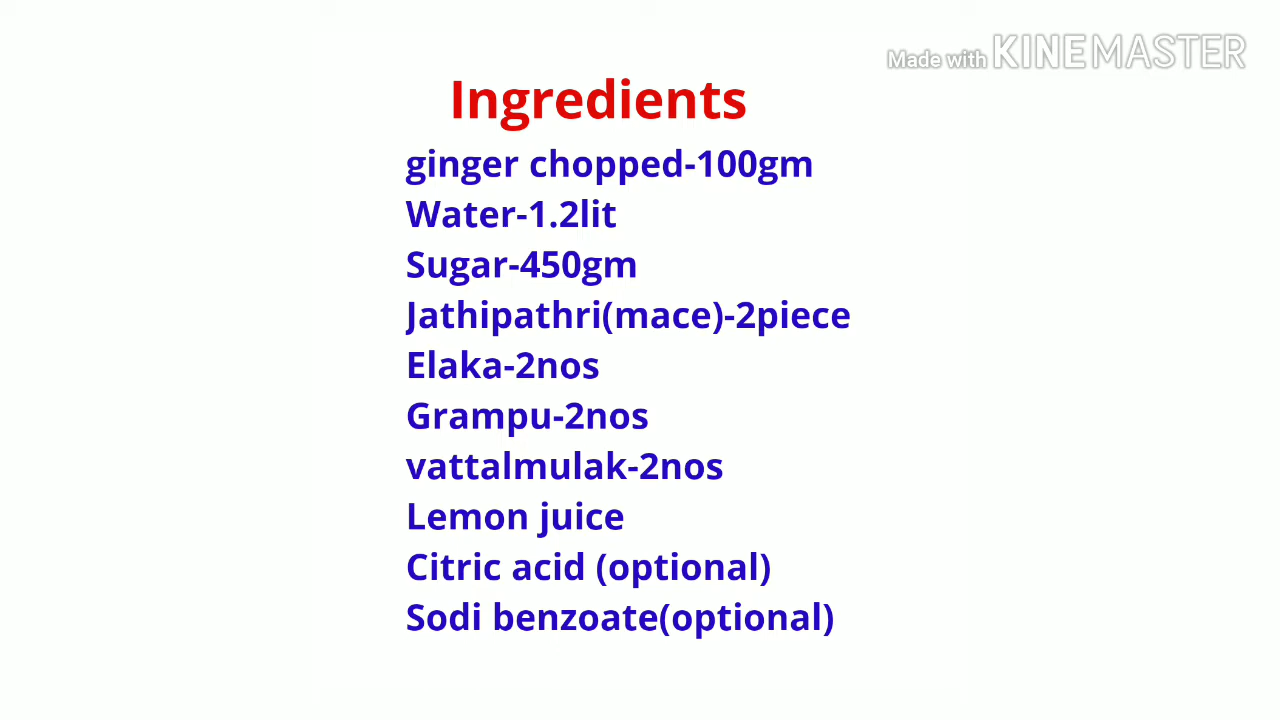 Made with KINEMASTER
Ingredients
ginger chopped-100gm
Water-1.2lit
Sugar-450gm
Jathipathri(mace)-2piece
Elaka-2nos
Grampu-2nos
vattalmulak-2nos
Lemon juice
Citric acid (optional)
Sodi benzoate(optional)